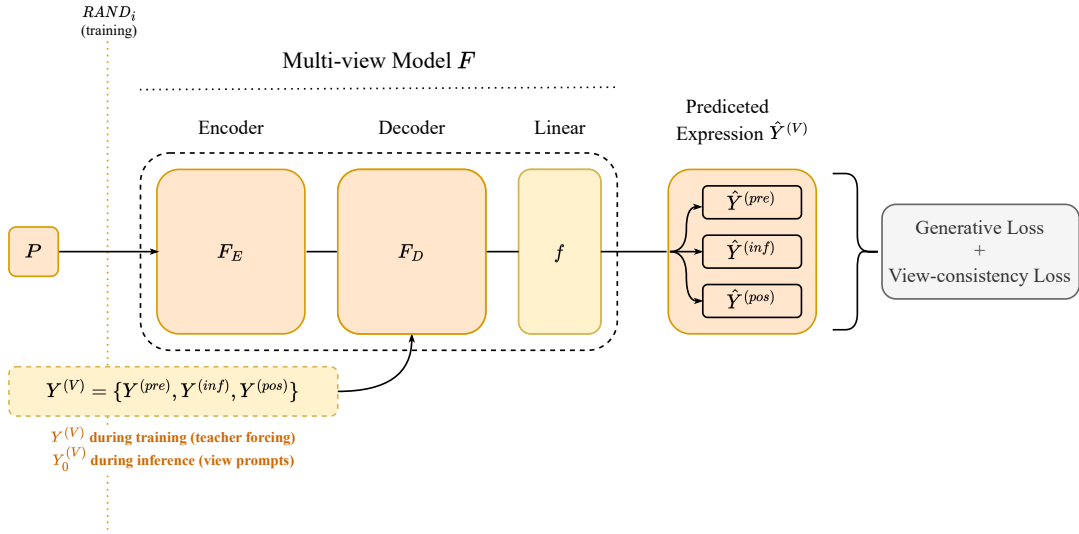 RAND_i
(training)
Multi-view Model F
Encoder
Decoder
Linear
Prediceted
Expression Ŷ^(V)
P
F_E
F_D
f
Ŷ^(pre)
Ŷ^(inf)
Ŷ^(pos)
Generative Loss
+
View-consistency Loss
Y^(V) = {Y^(pre), Y^(inf), Y^(pos)}
Y^(V) during training (teacher forcing)
Y_0^(V) during inference (view prompts)